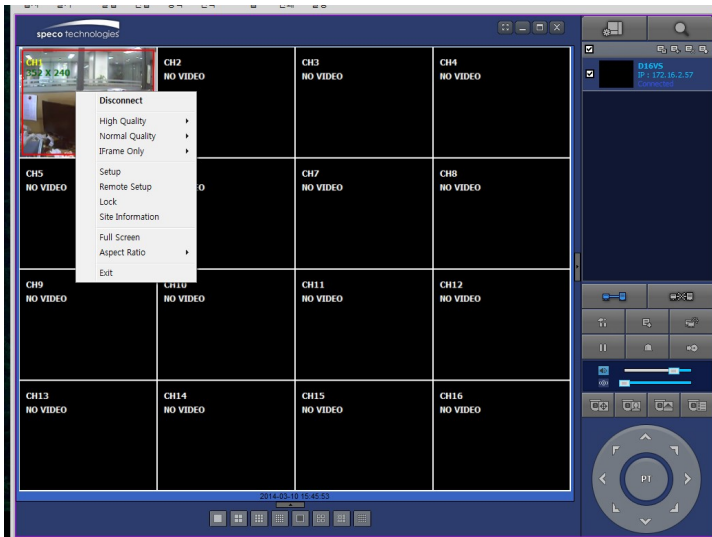 speco technologies
CH1
352 X 240
CH2
NO VIDEO
CH3
NO VIDEO
CH4
NO VIDEO
D16VS
IP : 172.16.2.57
Connected
Disconnect
High Quality
Normal Quality
IFrame Only
Setup
Remote Setup
Lock
Site Information
Full Screen
Aspect Ratio
Exit
CH5
NO VIDEO
CH7
NO VIDEO
CH8
NO VIDEO
CH9
NO VIDEO
CH10
NO VIDEO
CH11
NO VIDEO
CH12
NO VIDEO
CH13
NO VIDEO
CH14
NO VIDEO
CH15
NO VIDEO
CH16
NO VIDEO
2014-03-10 15:45:53
PT